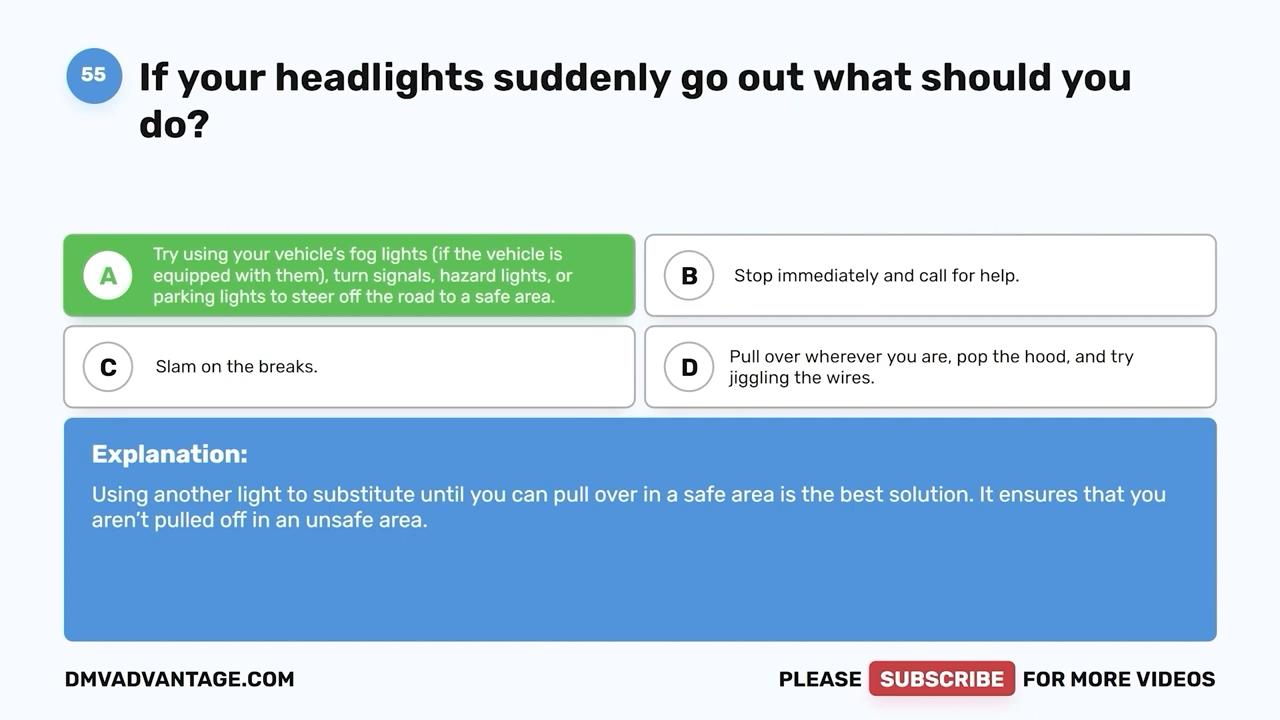 55
If your headlights suddenly go out what should you
do?
A
Try using your vehicle's fog lights (if the vehicle is
equipped with them), turn signals, hazard lights, or
parking lights to steer off the road to a safe area.
B
Stop immediately and call for help.
C
Slam on the breaks.
D
Pull over wherever you are, pop the hood, and try
jiggling the wires.
Explanation:
Using another light to substitute until you can pull over in a safe area is the best solution. It ensures that you
aren't pulled off in an unsafe area.
DMVADVANTAGE.COM
PLEASE SUBSCRIBE FOR MORE VIDEOS